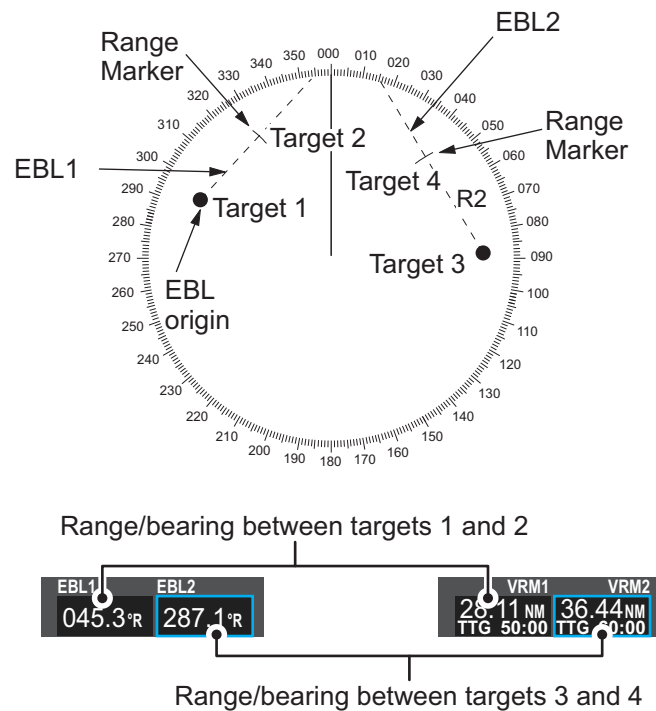 EBL2
Range
Marker
000
010
020
030
040
050
060
070
080
090
100
110
120
130
140
150
160
170
180
190
200
210
220
230
240
250
260
270
280
290
300
310
320
330
340
350
Target 2
Range
Marker
EBL1
Target 4
R2
Target 1
Target 3
EBL
origin
Range/bearing between targets 1 and 2
EBL1 EBL2
045.3°R 287.1°R
VRM1 VRM2
28.11 NM 36.44 NM
TTG 50:00 TTG :00
Range/bearing between targets 3 and 4